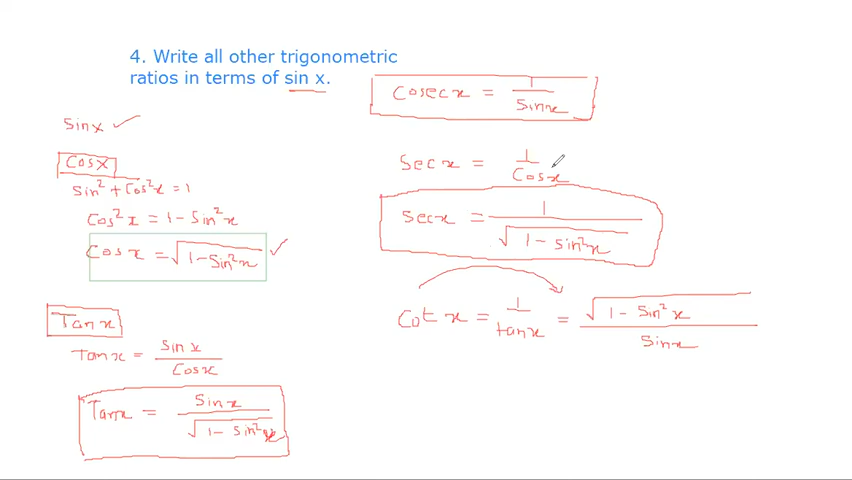 4. Write all other trigonometric
ratios in terms of sin x.
Sinx ✓
Cosx
Sin² + Cos²x = 1
Cos²x = 1 - Sin²x
Cosx = √(1 - Sin²x) ✓
Tanx
Tanx = Sinx / Cosx
Tanx = Sinx / √(1 - Sin²x)
Cosecx = 1 / Sinx
Secx = 1 / Cosx
Secx = 1 / √(1 - Sin²x)
Cotx = 1 / tanx = √(1 - Sin²x) / Sinx